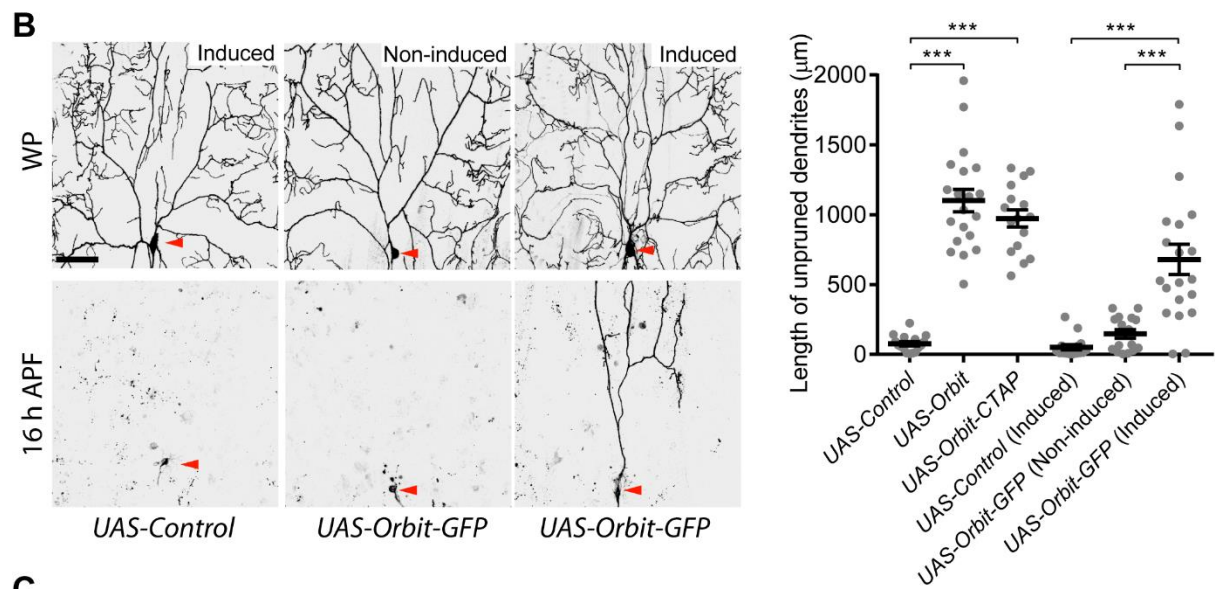 B
Induced
Non-induced
Induced
WP
16 h APF
UAS-Control
UAS-Orbit-GFP
UAS-Orbit-GFP
***
***
***
***
Length of unpruned dendrites (µm)
2000
1500
1000
500
0
UAS-Control
UAS-Orbit
UAS-Orbit-CTAP
UAS-Control (Induced)
UAS-Orbit-GFP (Non-induced)
UAS-Orbit-GFP (Induced)
C